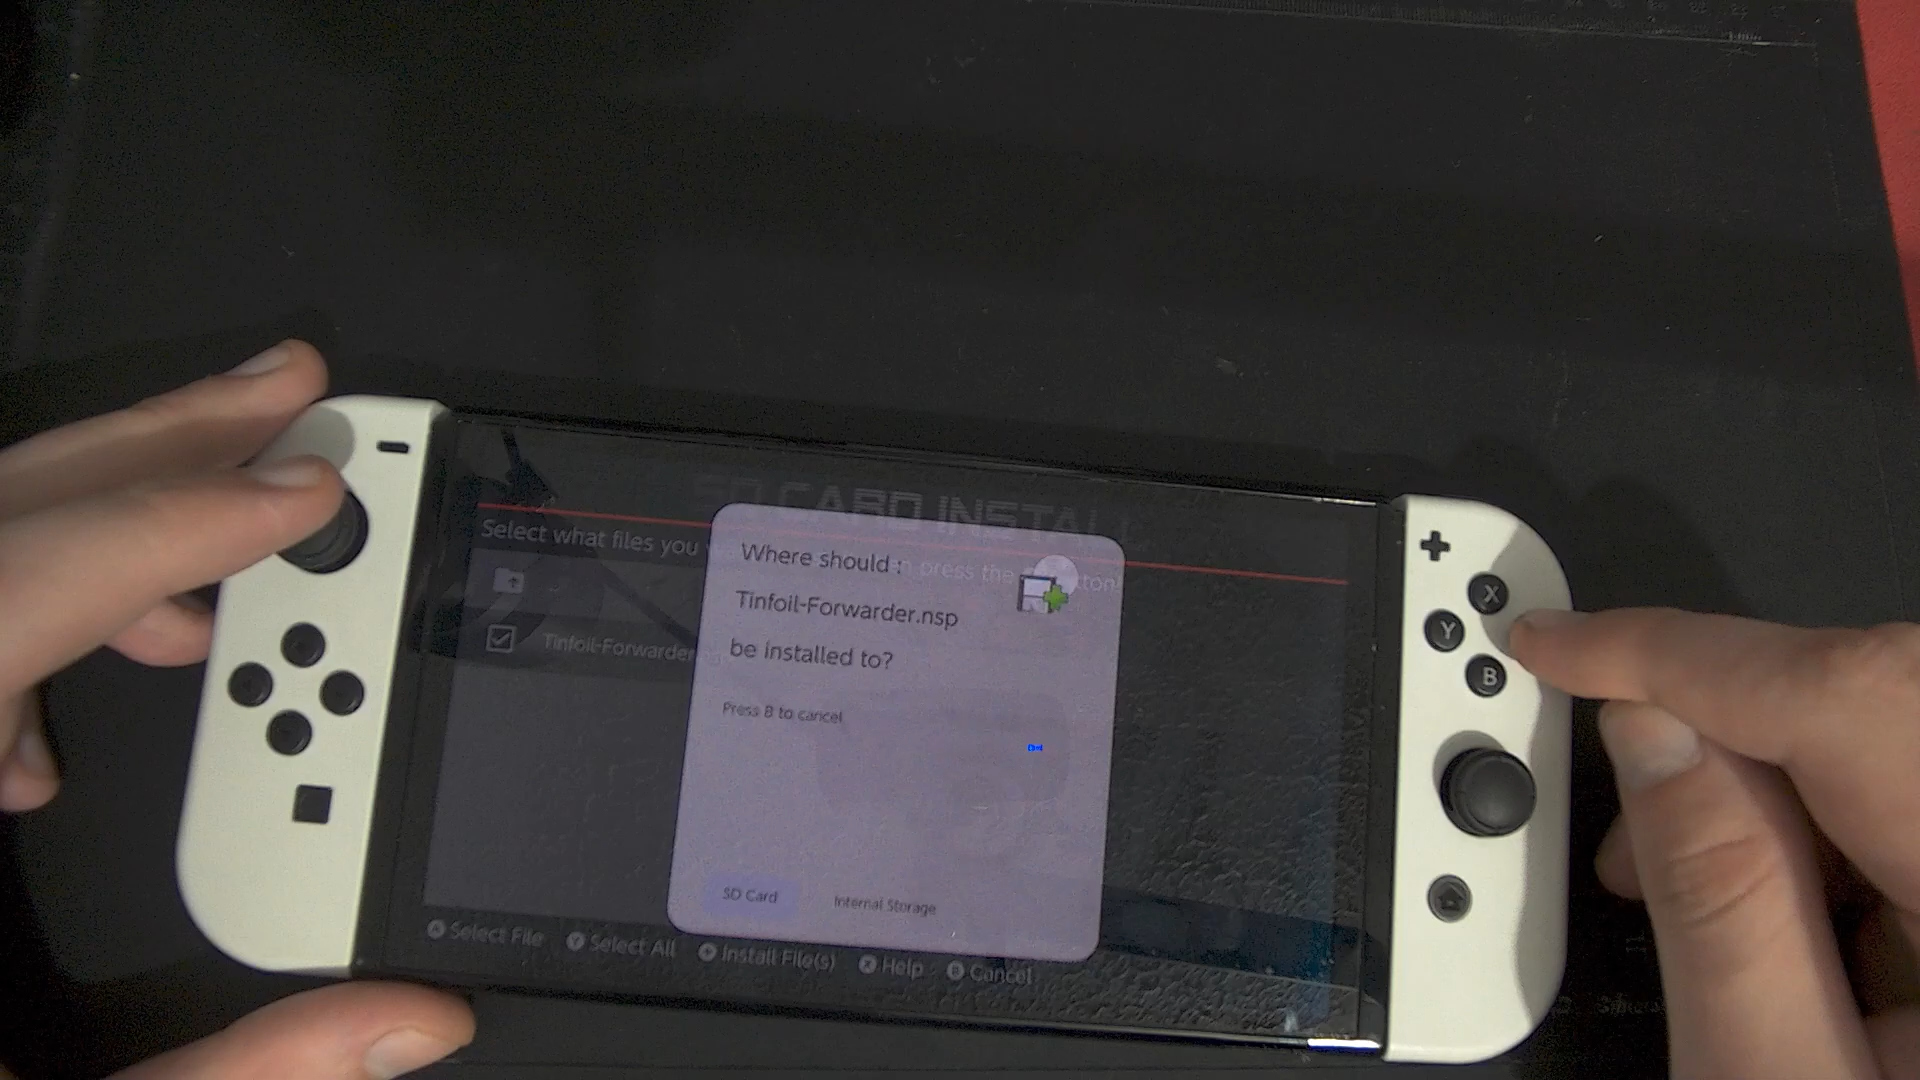 SD CARD INSTALL
Select what files you
n press the
tton!
Where should :
Tinfoil-Forwarder.nsp
be installed to?
Press B to cancel
Tinfoil-Forwarder
SD Card
Internal Storage
A Select File
Y Select All
Install File(s)
X Help
B Cancel
X
Y
B